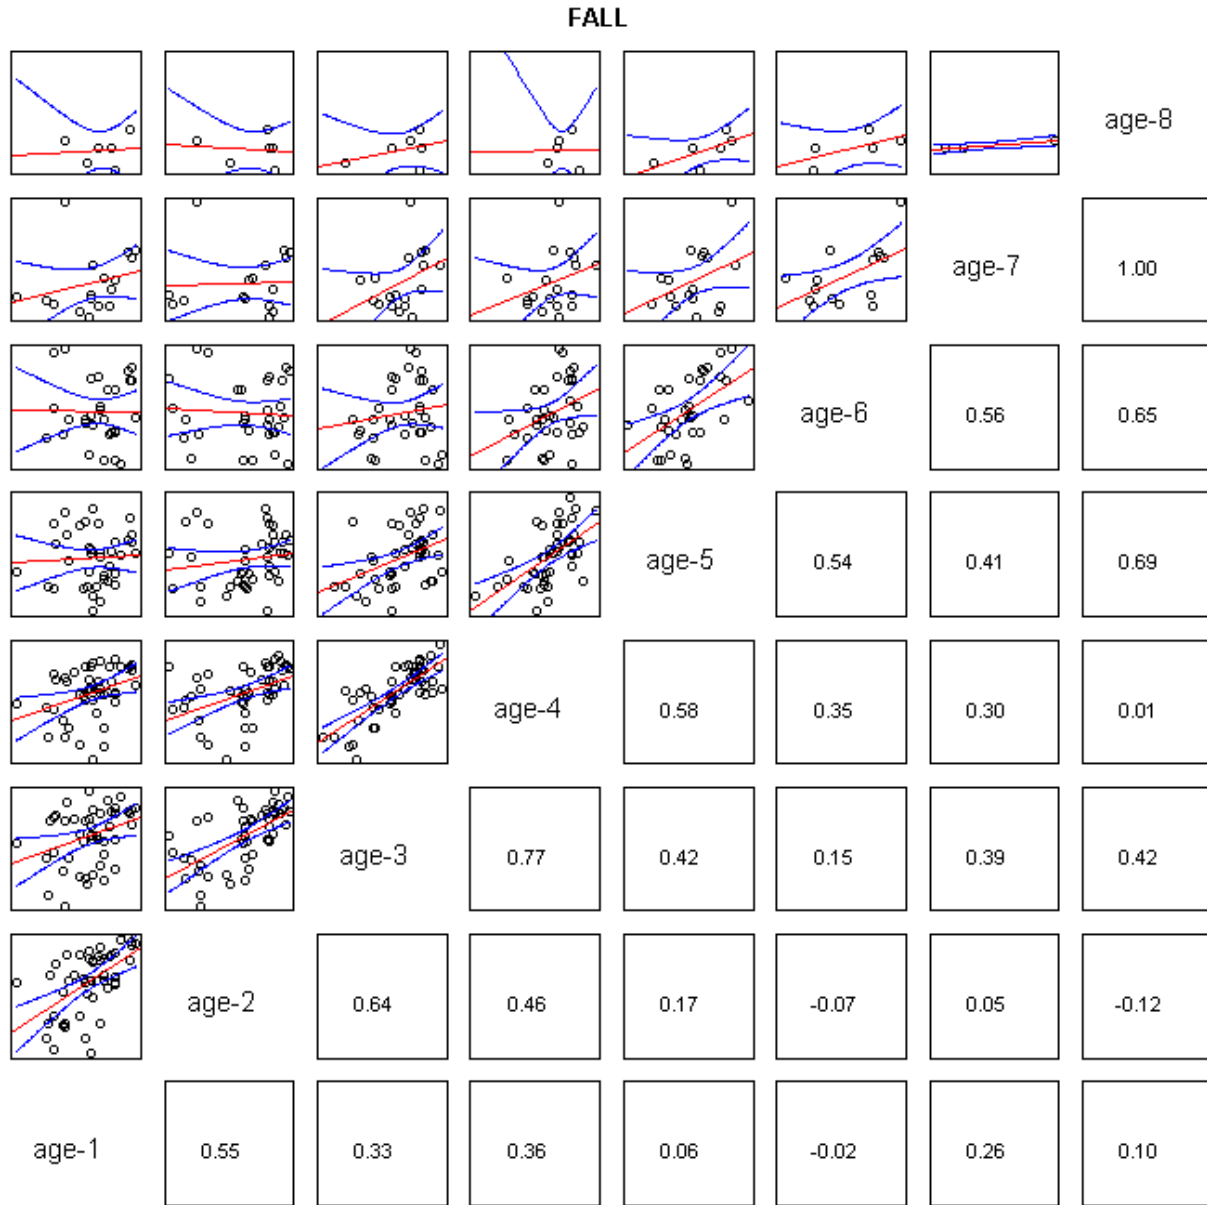 FALL
age-8
age-7 1.00
age-6 0.56 0.65
age-5 0.54 0.41 0.69
age-4 0.58 0.35 0.30 0.01
age-3 0.77 0.42 0.15 0.39 0.42
age-2 0.64 0.46 0.17 -0.07 0.05 -0.12
age-1 0.55 0.33 0.36 0.06 -0.02 0.26 0.10